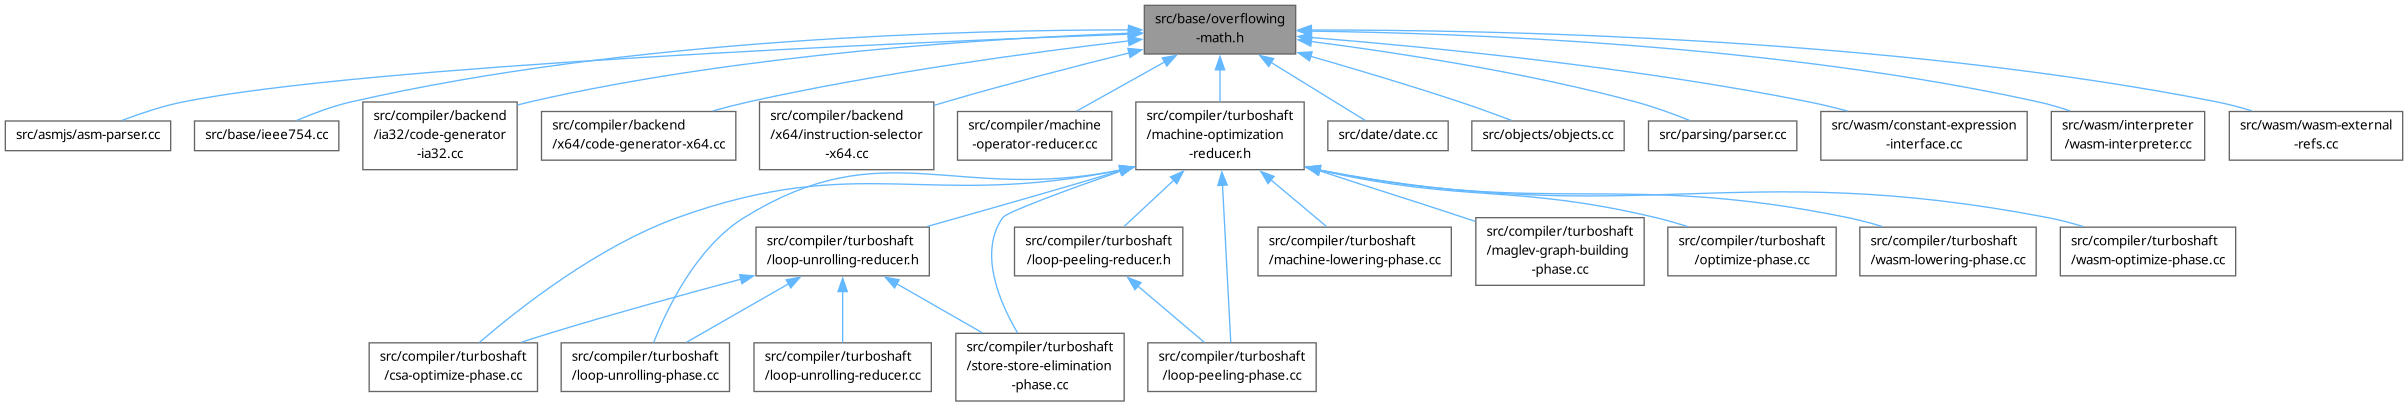 src/base/overflowing
-math.h
src/asmjs/asm-parser.cc
src/base/ieee754.cc
src/compiler/backend
/ia32/code-generator
-ia32.cc
src/compiler/backend
/x64/code-generator-x64.cc
src/compiler/backend
/x64/instruction-selector
-x64.cc
src/compiler/machine
-operator-reducer.cc
src/compiler/turboshaft
/machine-optimization
-reducer.h
src/date/date.cc
src/objects/objects.cc
src/parsing/parser.cc
src/wasm/constant-expression
-interface.cc
src/wasm/interpreter
/wasm-interpreter.cc
src/wasm/wasm-external
-refs.cc
src/compiler/turboshaft
/loop-unrolling-reducer.h
src/compiler/turboshaft
/loop-peeling-reducer.h
src/compiler/turboshaft
/machine-lowering-phase.cc
src/compiler/turboshaft
/maglev-graph-building
-phase.cc
src/compiler/turboshaft
/optimize-phase.cc
src/compiler/turboshaft
/wasm-lowering-phase.cc
src/compiler/turboshaft
/wasm-optimize-phase.cc
src/compiler/turboshaft
/csa-optimize-phase.cc
src/compiler/turboshaft
/loop-unrolling-phase.cc
src/compiler/turboshaft
/loop-unrolling-reducer.cc
src/compiler/turboshaft
/store-store-elimination
-phase.cc
src/compiler/turboshaft
/loop-peeling-phase.cc